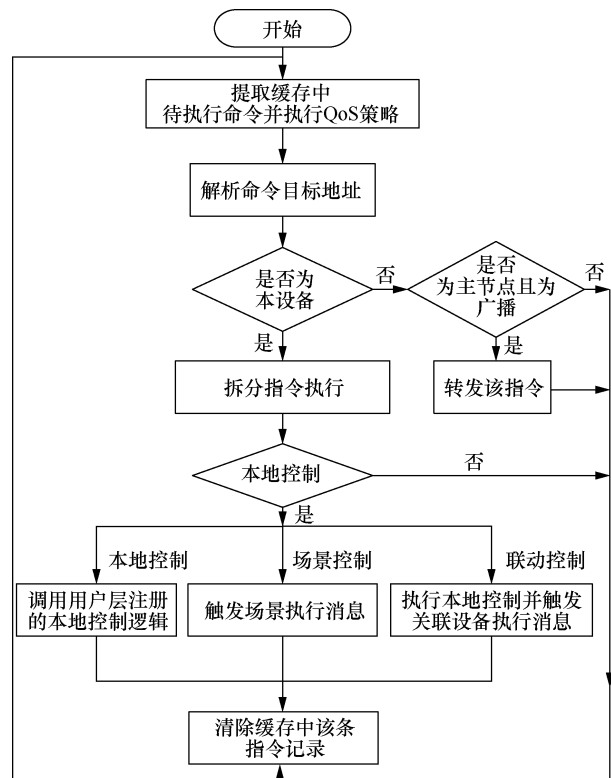 开始
提取缓存中
待执行命令并执行QoS策略
解析命令目标地址
是否为
本设备
否
是否
为主节点且为
广播
否
是
是
拆分指令执行
转发该指令
本地控制
否
是
本地控制
场景控制
联动控制
调用用户层注册
的本地控制逻辑
触发场景执行消息
执行本地控制并触发
关联设备执行消息
清除缓存中该条
指令记录